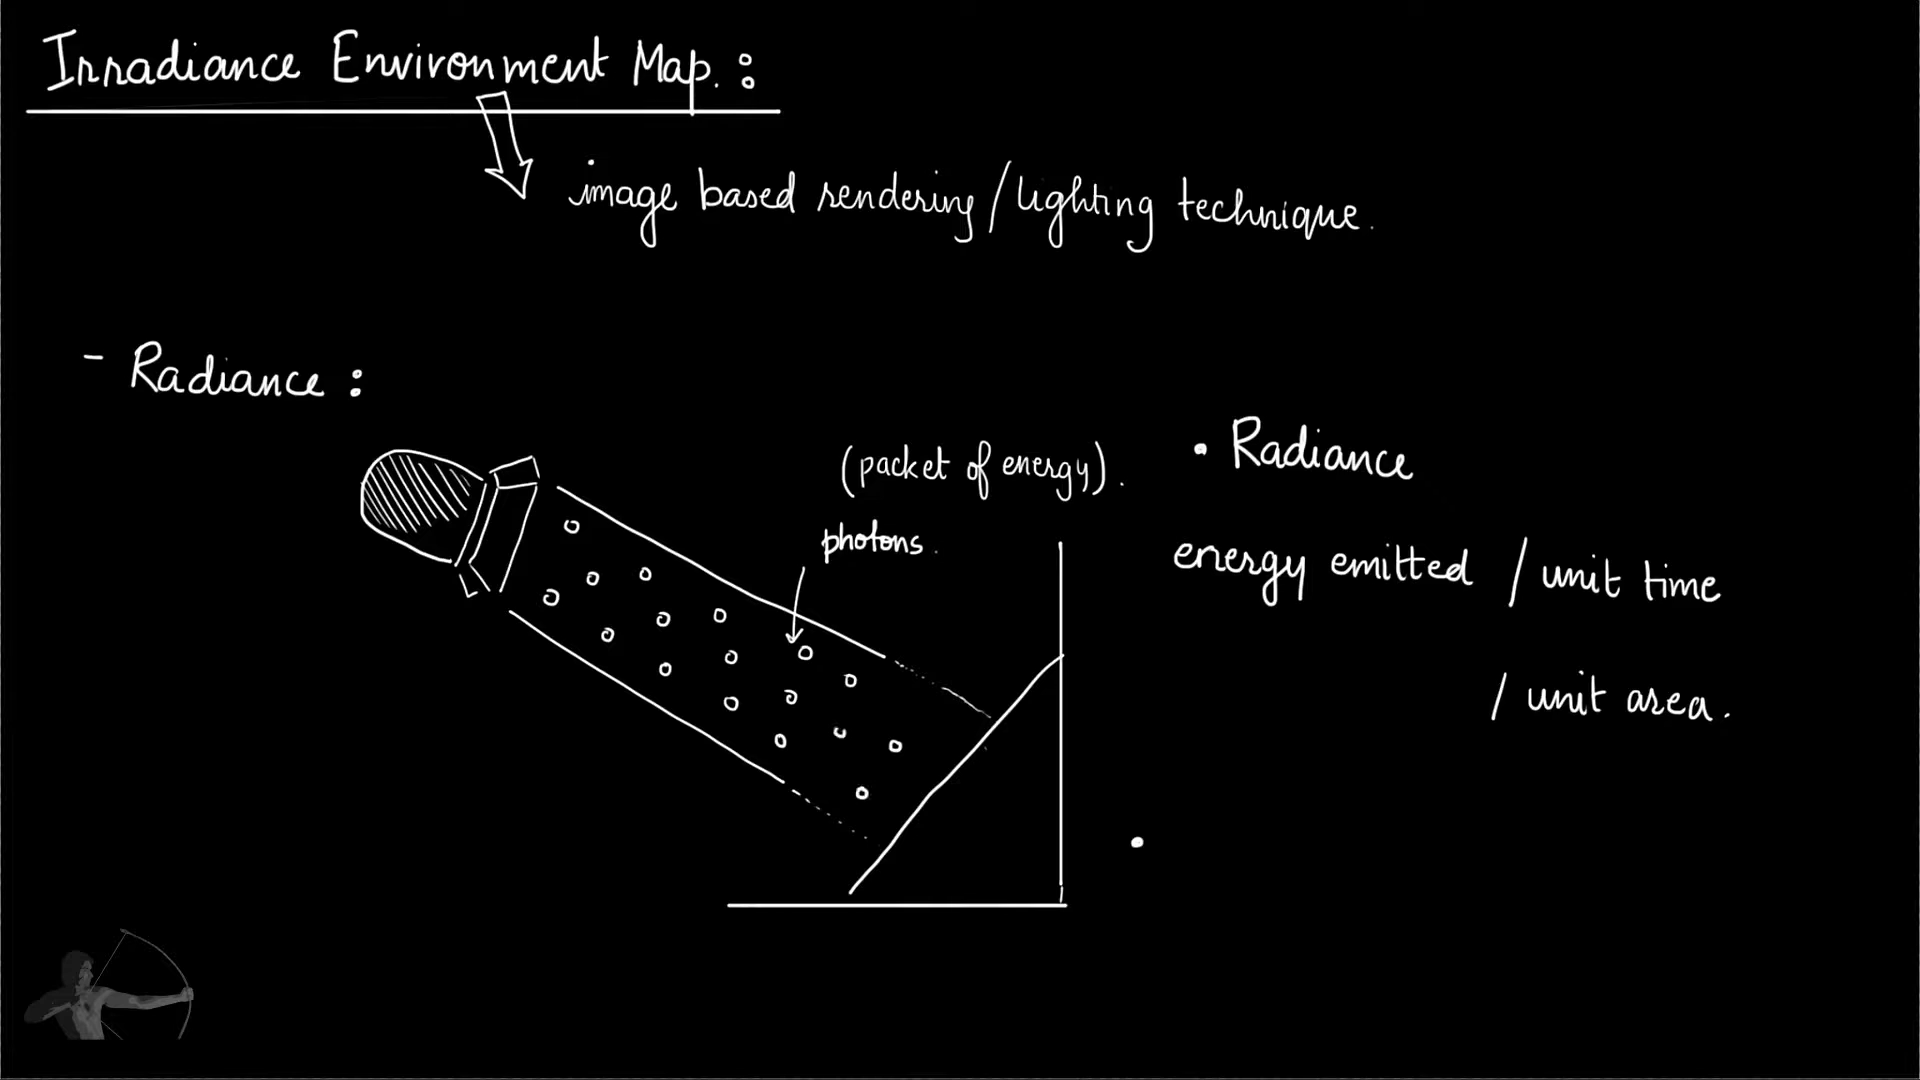 Irradiance Environment Map. :
image based rendering / lighting technique.
- Radiance :
(packet of energy).
photons.
• Radiance
energy emitted / unit time
/ unit area.
•